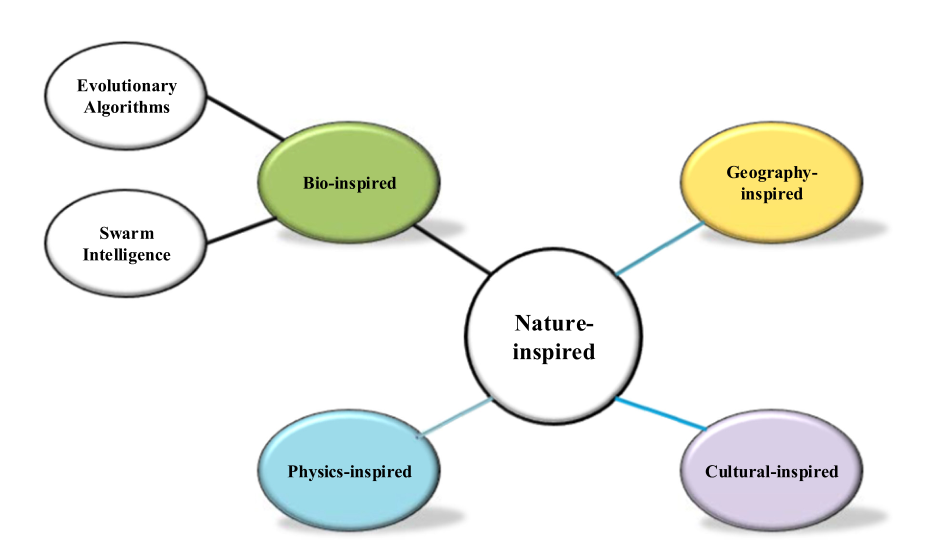 Evolutionary
Algorithms
Bio-inspired
Geography-
inspired
Swarm
Intelligence
Nature-
inspired
Physics-inspired
Cultural-inspired